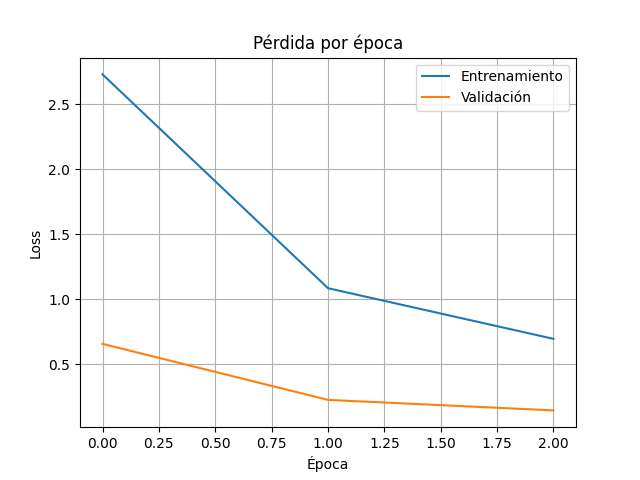 Pérdida por época
Entrenamiento
Validación
Loss
2.5
2.0
1.5
1.0
0.5
0.00 0.25 0.50 0.75 1.00 1.25 1.50 1.75 2.00
Época